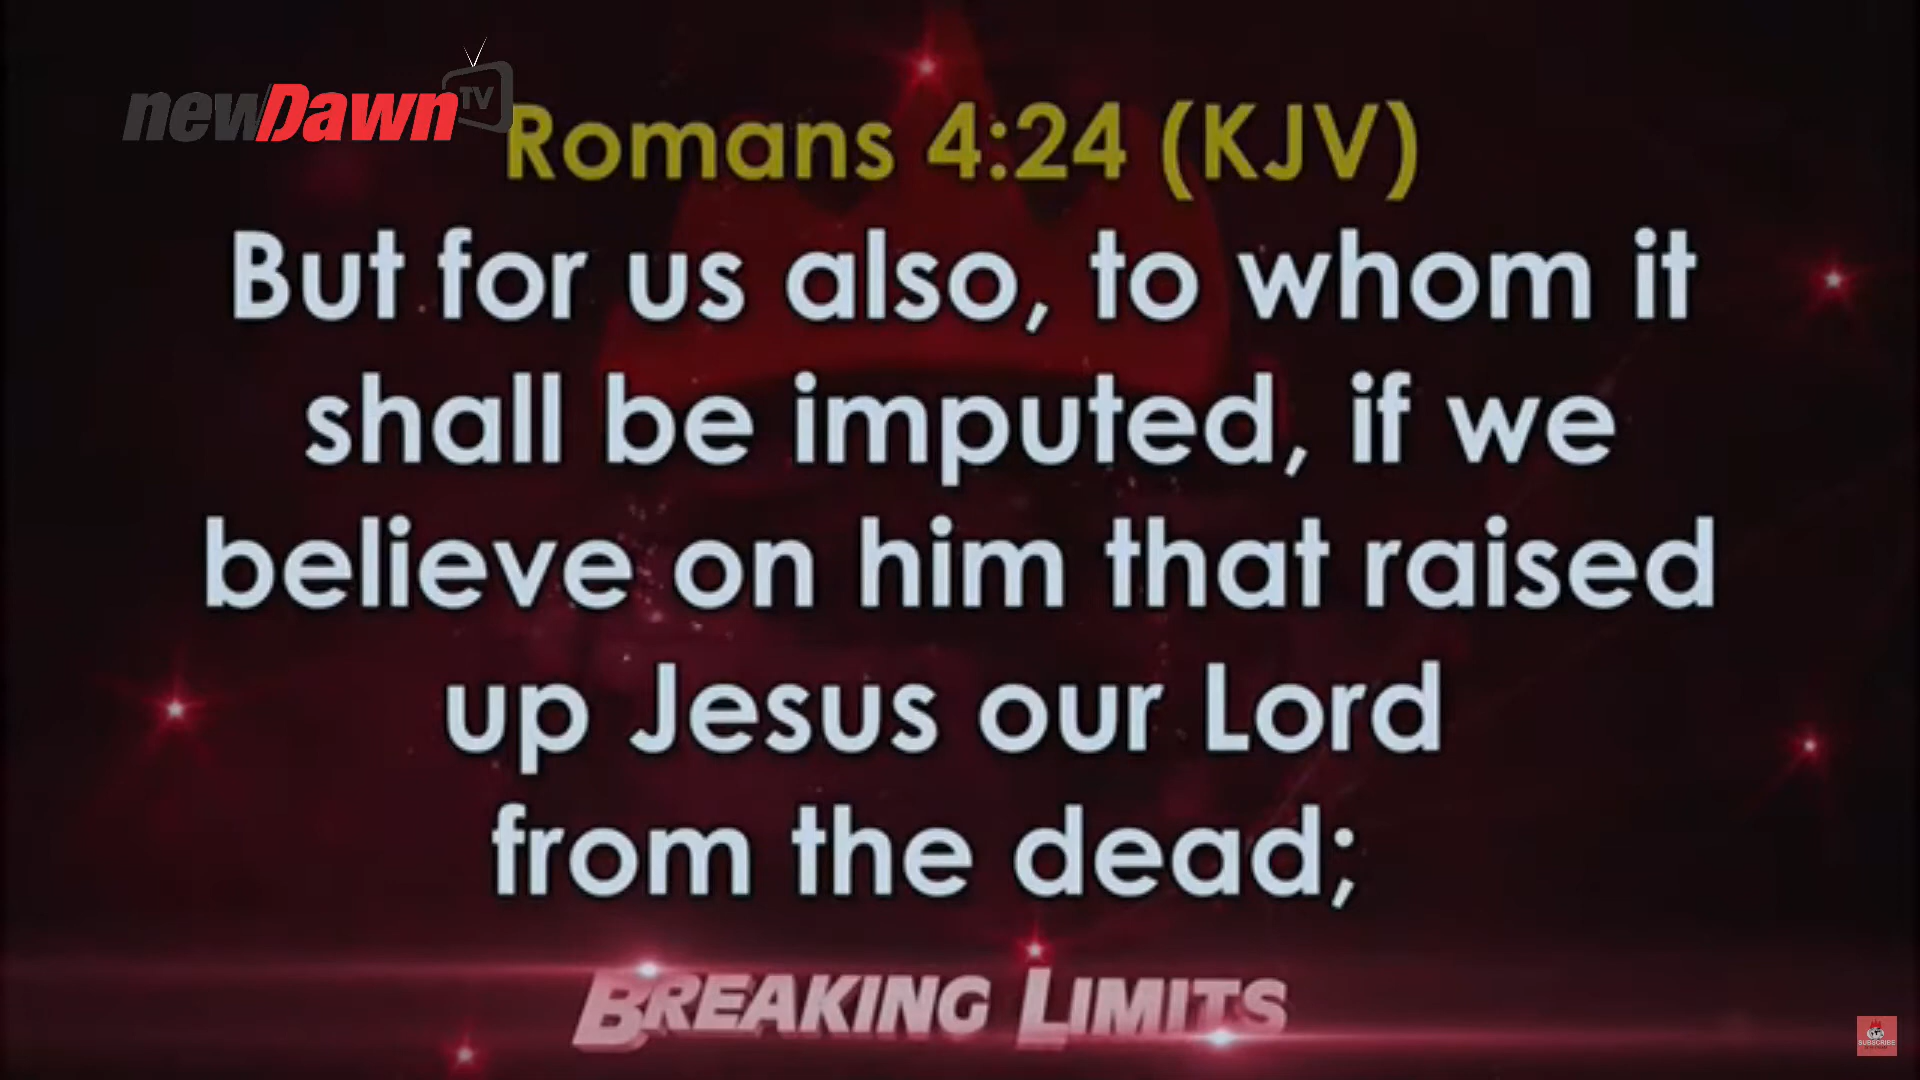 newDawn TV
Romans 4:24 (KJV)
But for us also, to whom it
shall be imputed, if we
believe on him that raised
up Jesus our Lord
from the dead;
BREAKING LIMITS
SUBSCRIBE